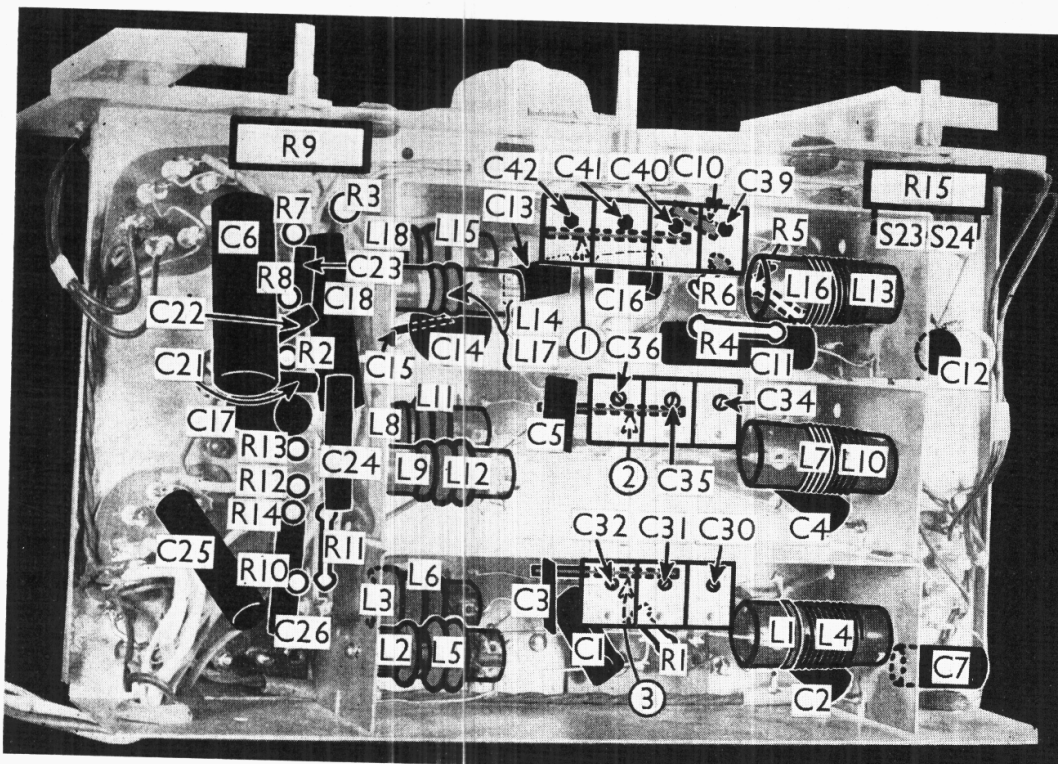 R9
C42 C41 C40 C10 C39
R15
R7 R3 C13
C6 L18 L15 R5 S23 S24
R8 C23 C18 C16 R6 L16 L13
C22 L14 1 R4
C21 R2 C15 C14 L17 C36 C11 C12
L11 C34
C17 L8 C5
R13 C24 L9 L12 2 C35 L7 L10
R12
R14 C32 C31 C30 C4
C25 R11
R10 L3 L6 C3
C26 L2 L5 C1 R1 L1 L4 C7
3 C2